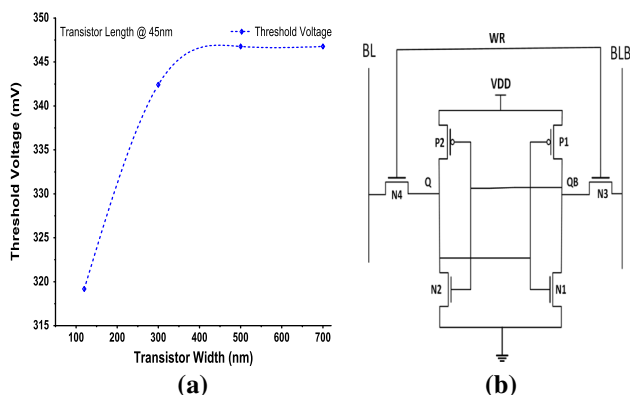 Transistor Length @ 45nm
Threshold Voltage
Threshold Voltage (mV)
350
345
340
335
330
325
320
315
100 200 300 400 500 600 700
Transistor Width (nm)
(a)
BL
WR
BLB
VDD
P2
P1
Q
QB
N4
N3
N2
N1
(b)